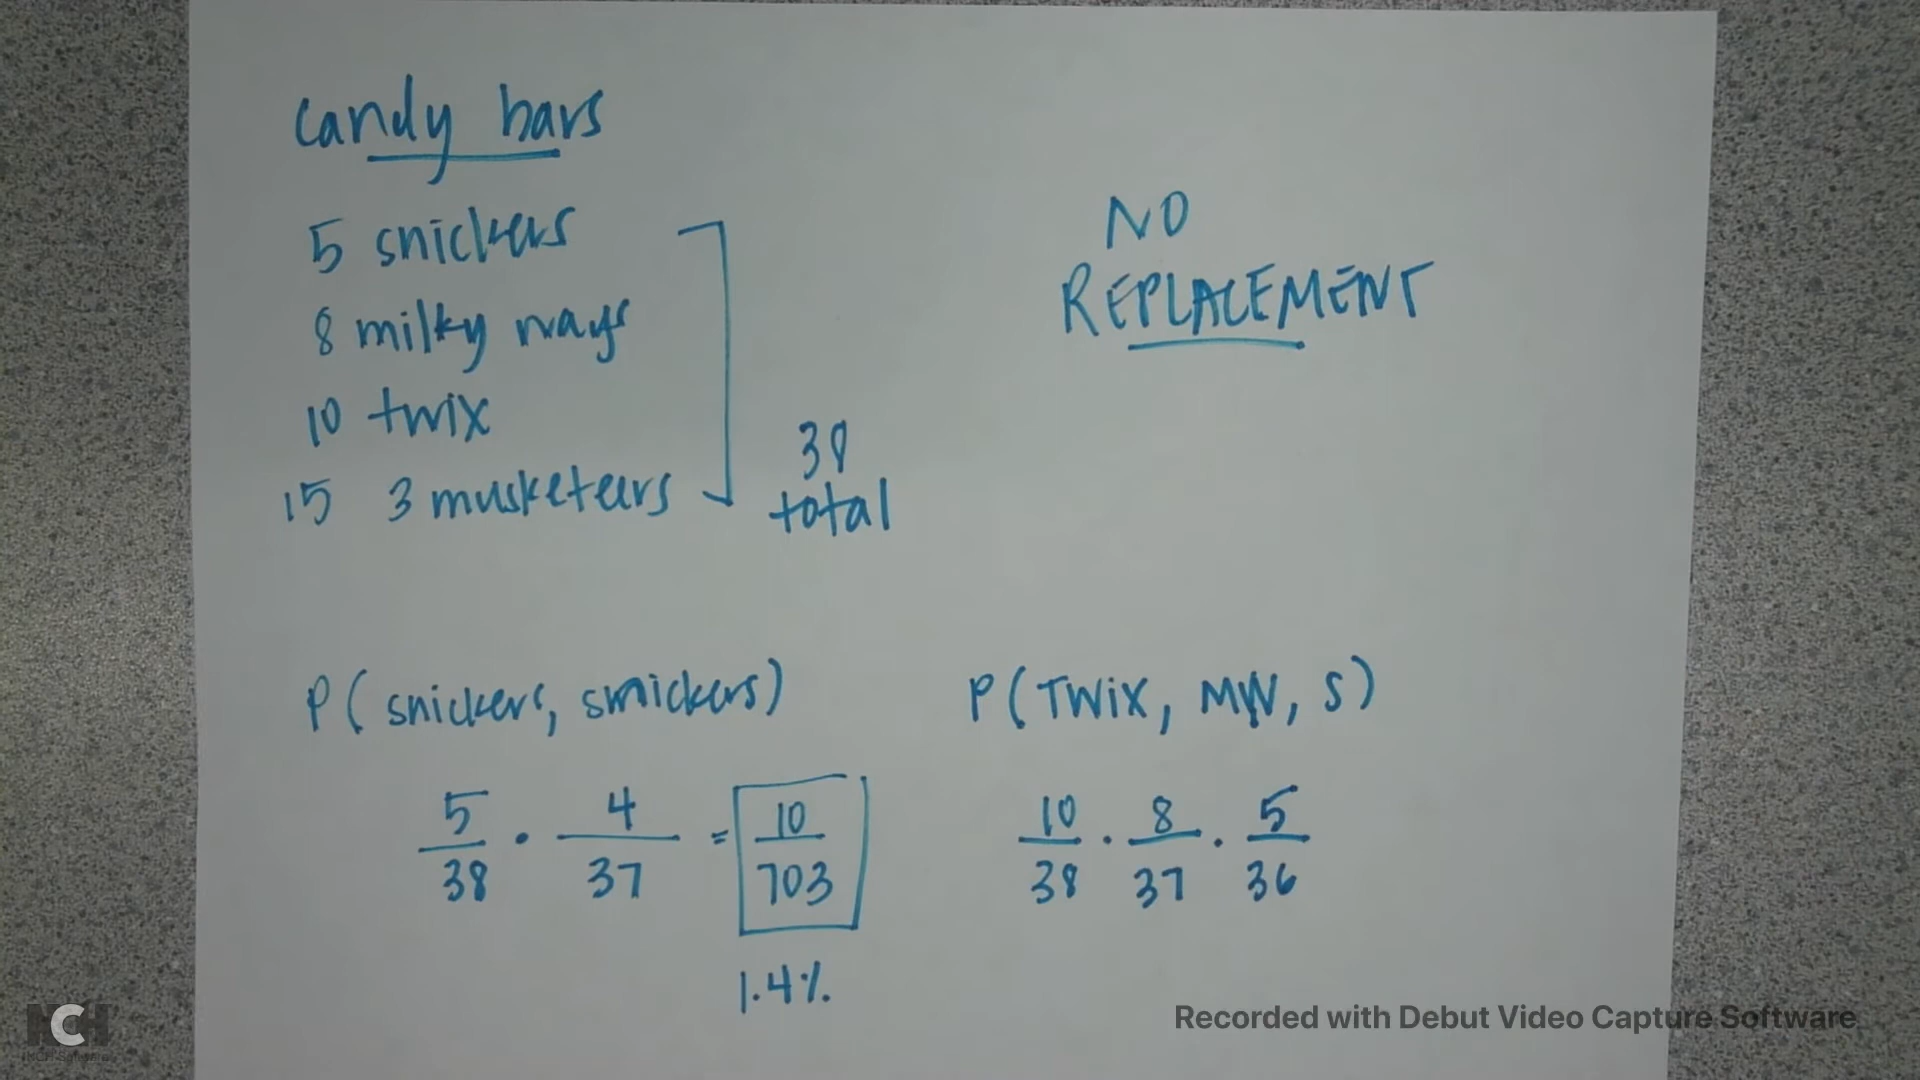 candy bars
5 snickers
8 milky ways
10 twix
15 3 musketeers
38
total
NO
REPLACEMENT
P(snickers, snickers)
5/38 · 4/37 = 10/703
1.4%
P(TWix, MW, S)
10/38 · 8/37 · 5/36
NCH
NCH Software
Recorded with Debut Video Capture Software